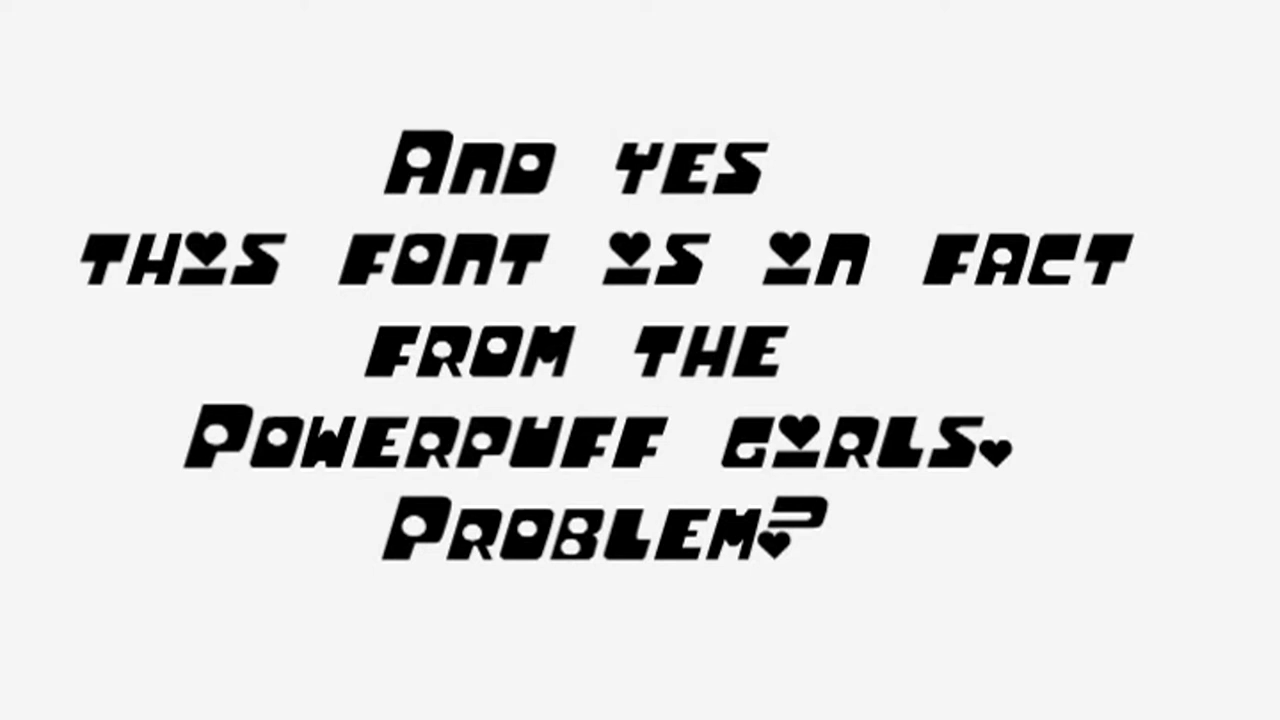 And yes
this font is in fact
from the
Powerpuff girls.
Problem?